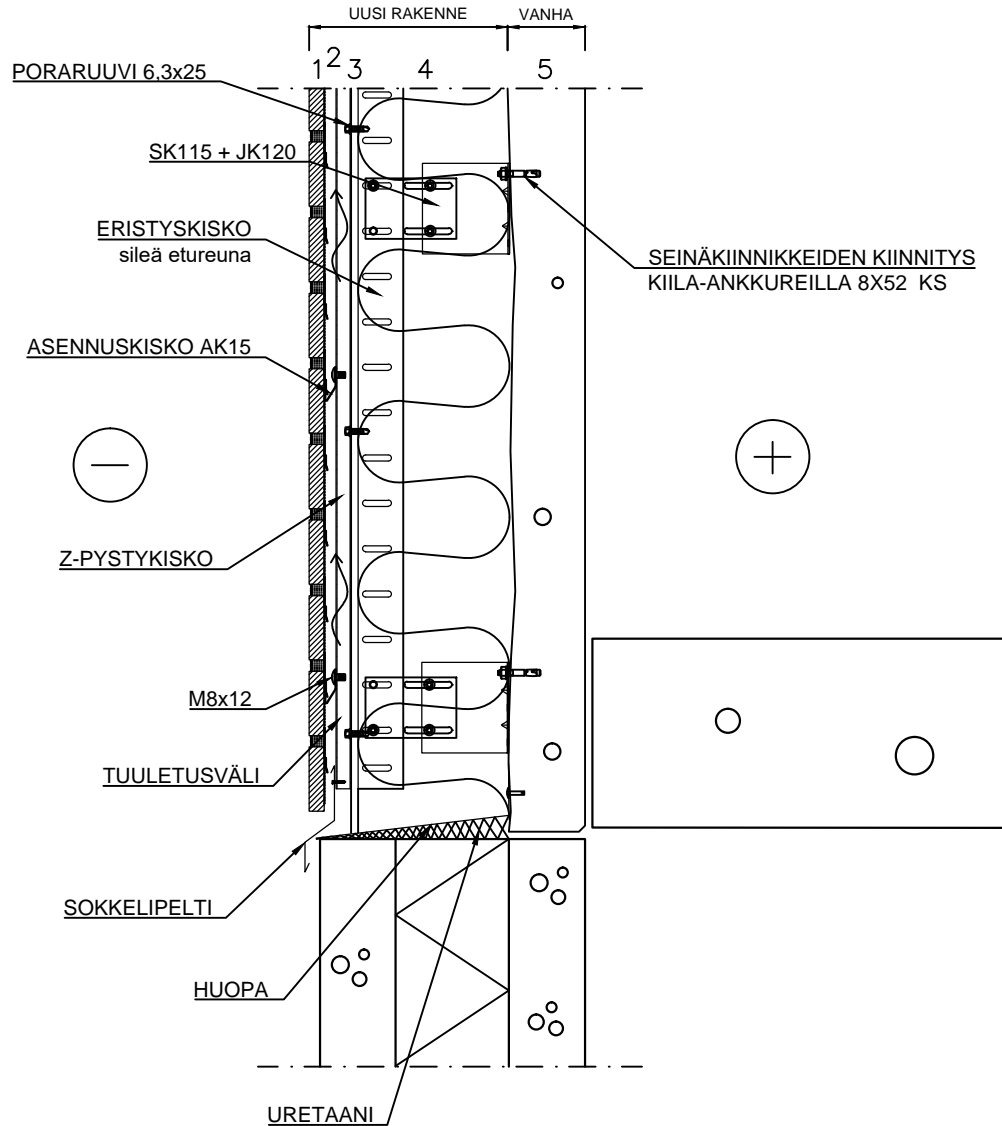 UUSI RAKENNE
VANHA
1 2 3 4 5
PORARUUVI 6,3x25
SK115 + JK120
ERISTYSKISKO
sileä etureuna
SEINÄKIINNIKKEIDEN KIINNITYS
KIILA-ANKKUREILLA 8X52 KS
ASENNUSKISKO AK15
Z-PYSTYKISKO
M8x12
TUULETUSVÄLI
SOKKELIPELTI
HUOPA
URETAANI